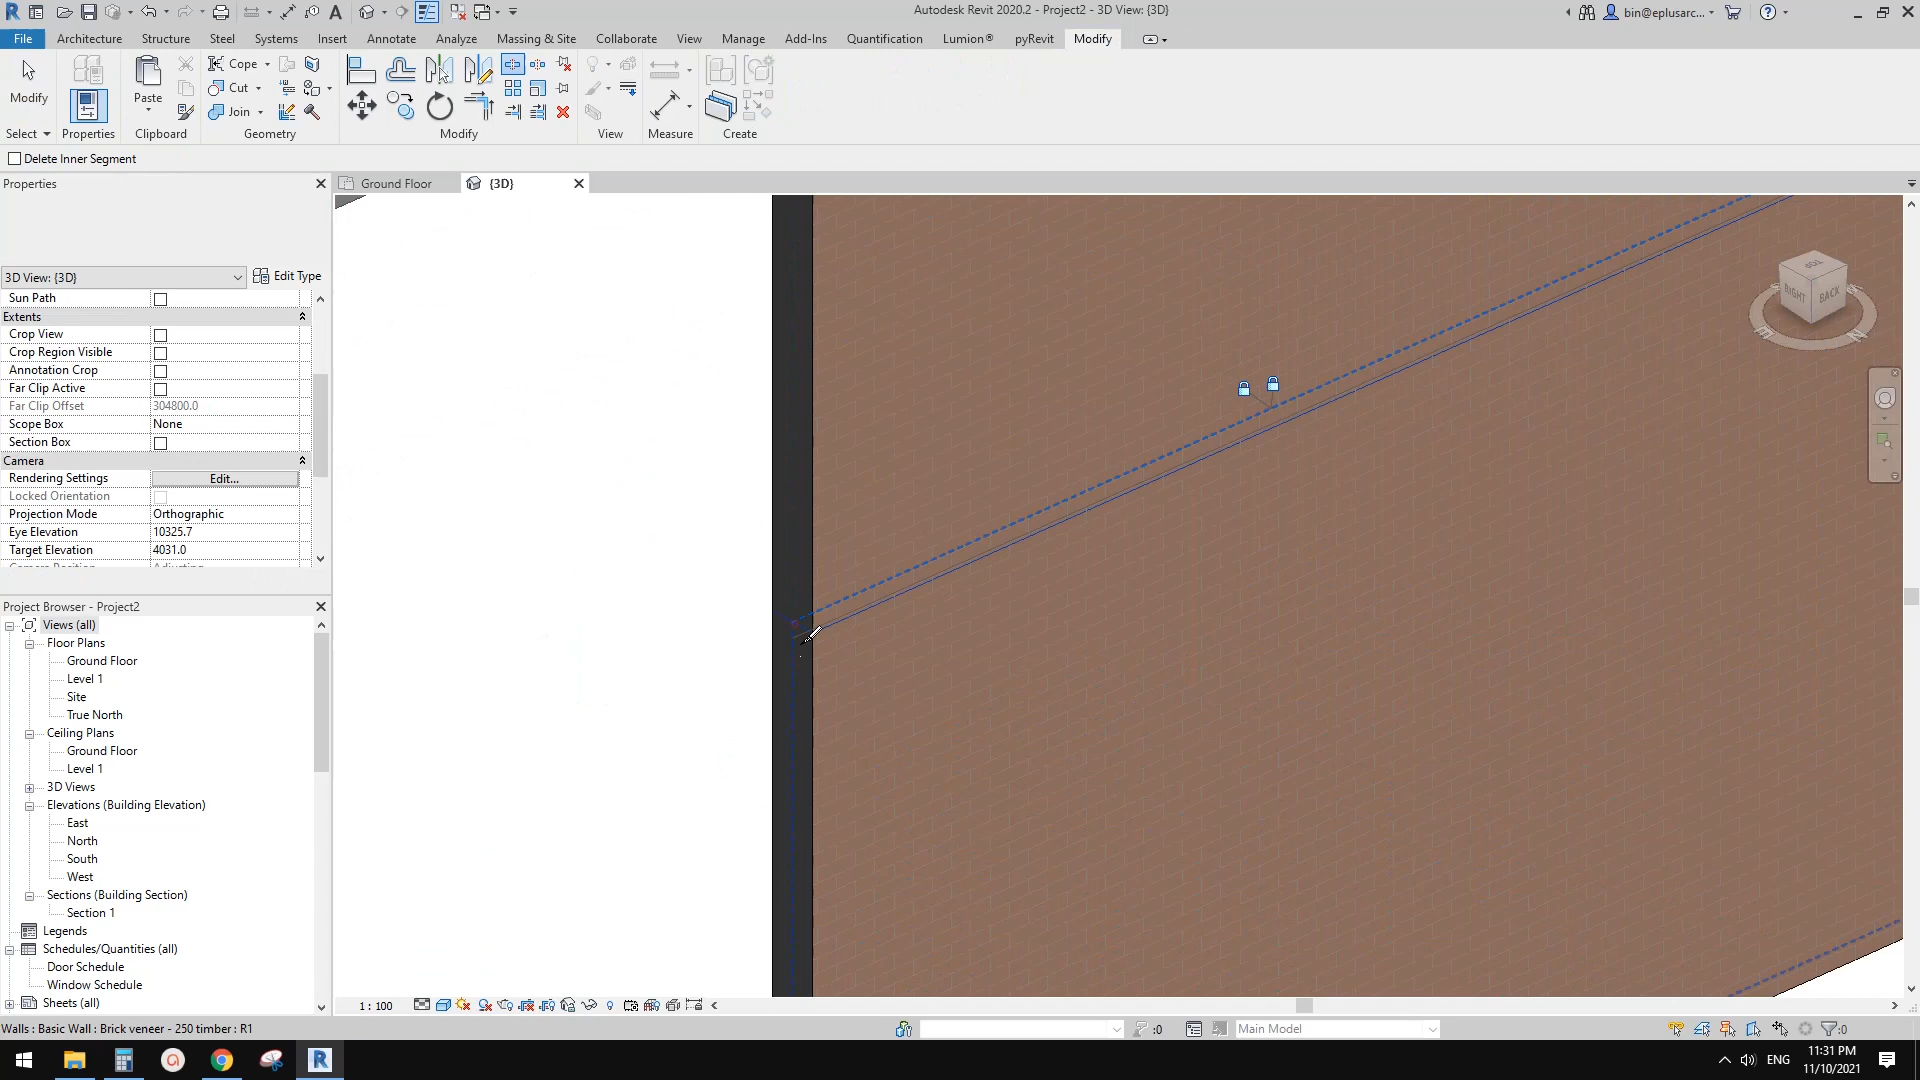 Autodesk Revit 2020.2 - Project2 - 3D View: {3D}
bin@eplusarc...
File Architecture Structure Steel Systems Insert Annotate Analyze Massing & Site Collaborate View Manage Add-Ins Quantification Lumion® pyRevit Modify
Modify
Select
Properties
Paste
Clipboard
Cope
Cut
Join
Geometry
Modify
View
Measure
Create
Delete Inner Segment
Properties
Ground Floor
{3D}
3D View: {3D}
Edit Type
Sun Path
Extents
Crop View
Crop Region Visible
Annotation Crop
Far Clip Active
Far Clip Offset 304800.0
Scope Box None
Section Box
Camera
Rendering Settings Edit...
Locked Orientation
Projection Mode Orthographic
Eye Elevation 10325.7
Target Elevation 4031.0
Project Browser - Project2
Views (all)
Floor Plans
Ground Floor
Level 1
Site
True North
Ceiling Plans
Ground Floor
Level 1
3D Views
Elevations (Building Elevation)
East
North
South
West
Sections (Building Section)
Section 1
Legends
Schedules/Quantities (all)
Door Schedule
Window Schedule
Sheets (all)
TOP
RIGHT
BACK
1 : 100
Walls : Basic Wall : Brick veneer - 250 timber : R1
:0
Main Model
:0
ENG
11:31 PM
11/10/2021